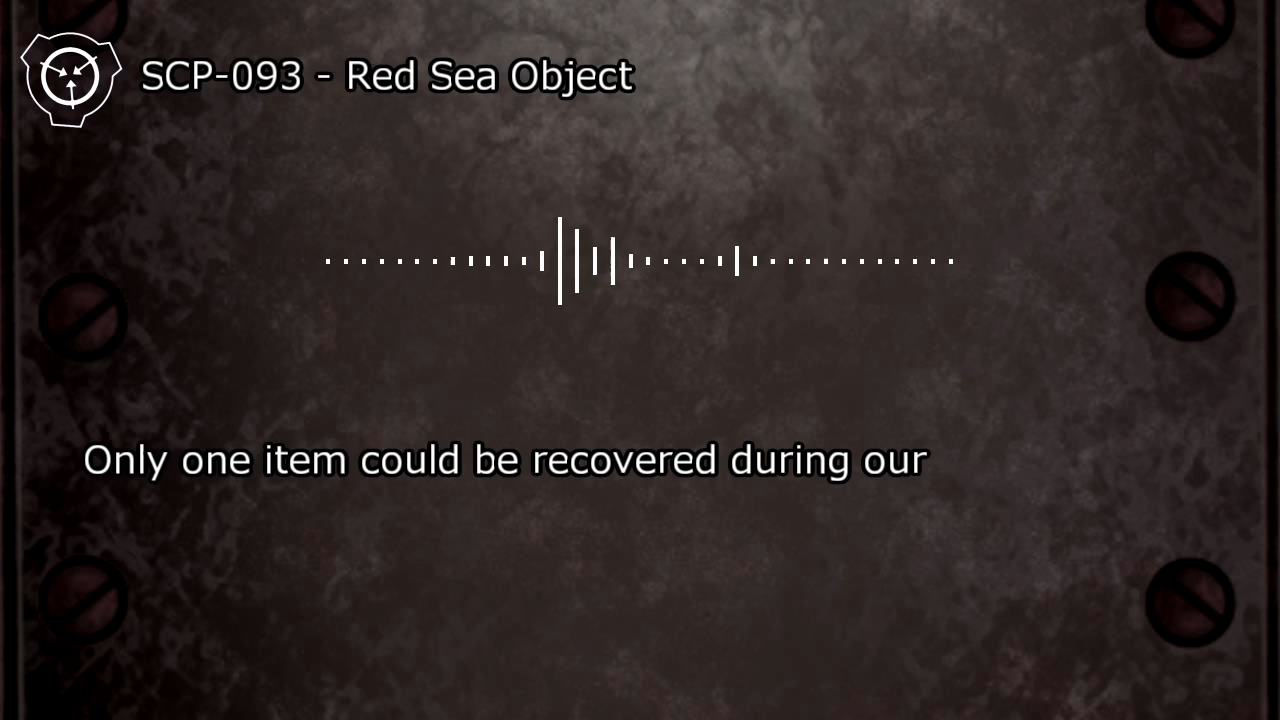 SCP-093 - Red Sea Object
Only one item could be recovered during our